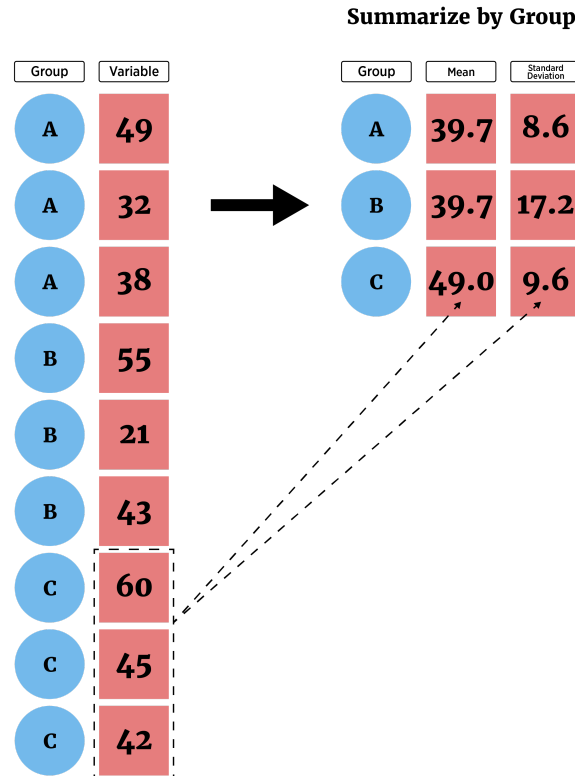 Summarize by Group
Group Variable
A 49
A 32
A 38
B 55
B 21
B 43
C 60
C 45
C 42
Group Mean Standard
Deviation
A 39.7 8.6
B 39.7 17.2
C 49.0 9.6